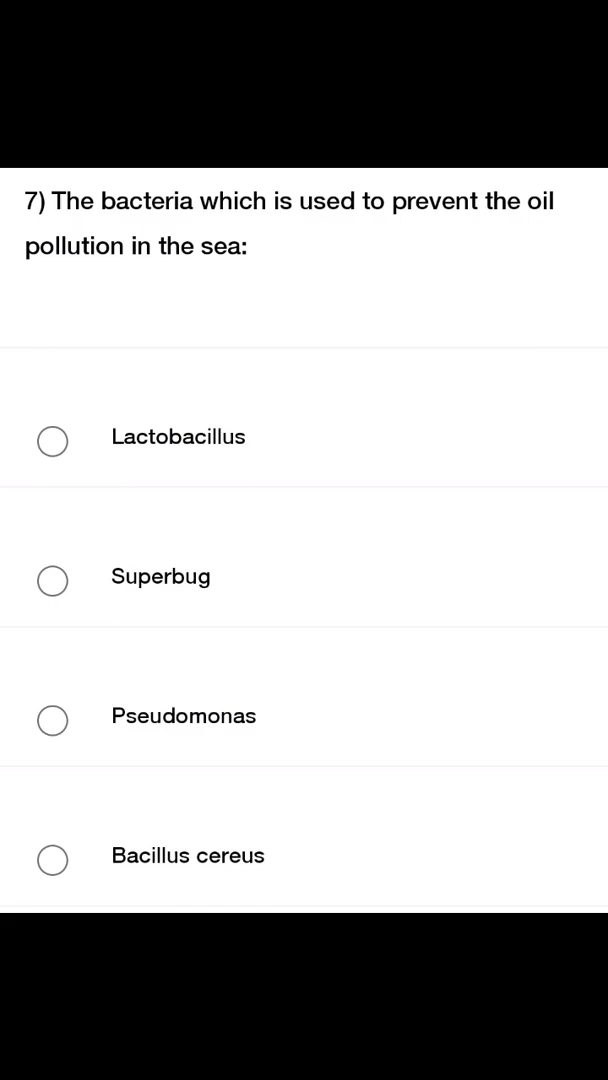 7) The bacteria which is used to prevent the oil
pollution in the sea:
Lactobacillus
Superbug
Pseudomonas
Bacillus cereus